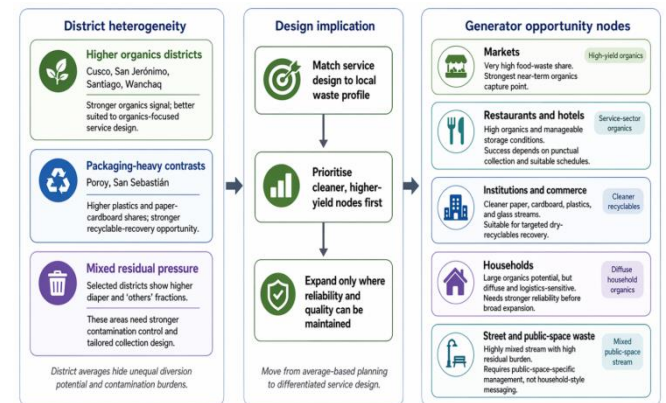 District heterogeneity
Higher organics districts
Cusco, San Jerónimo,
Santiago, Wanchaq
Stronger organics signal; better
suited to organics-focused
service design.
Packaging-heavy contrasts
Poroy, San Sebastián
Higher plastics and paper-
cardboard shares; stronger
recyclable-recovery opportunity.
Mixed residual pressure
Selected districts show higher
diaper and ‘others’ fractions.
These areas need stronger
contamination control and
tailored collection design.
District averages hide unequal diversion
potential and contamination burdens.
Design implication
Match service
design to local
waste profile
Prioritise
cleaner, higher-
yield nodes first
Expand only where
reliability and
quality can be
maintained
Move from average-based planning
to differentiated service design.
Generator opportunity nodes
Markets
Very high food-waste share.
Strongest near-term organics
capture point.
High-yield organics
Restaurants and hotels
High organics and manageable
storage conditions.
Success depends on punctual
collection and suitable schedules.
Service-sector
organics
Institutions and commerce
Cleaner paper, cardboard, plastics,
and glass streams.
Suitable for targeted dry-
recyclables recovery.
Cleaner
recyclables
Households
Large organics potential, but
diffuse and logistics-sensitive.
Needs stronger reliability before
broad expansion.
Diffuse
household
organics
Street and public-space waste
Highly mixed stream with high
residual burden.
Requires public-space-specific
management, not household-style
messaging.
Mixed
public-space
stream